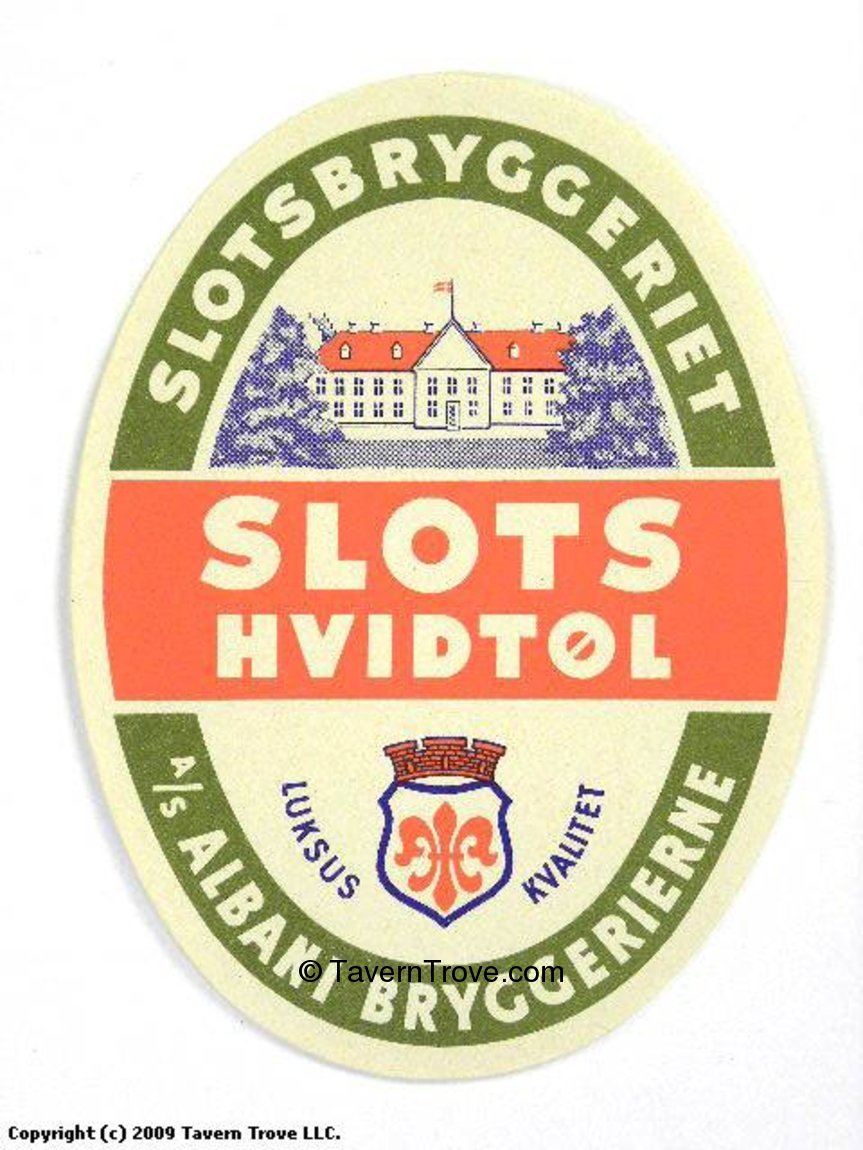 SLOTSBRYGGERIET
SLOTS
HVIDTØL
LUKSUS KVALITET
A/S ALBANI BRYGGERIERNE
© TavernTrove.com
Copyright (c) 2009 Tavern Trove LLC.